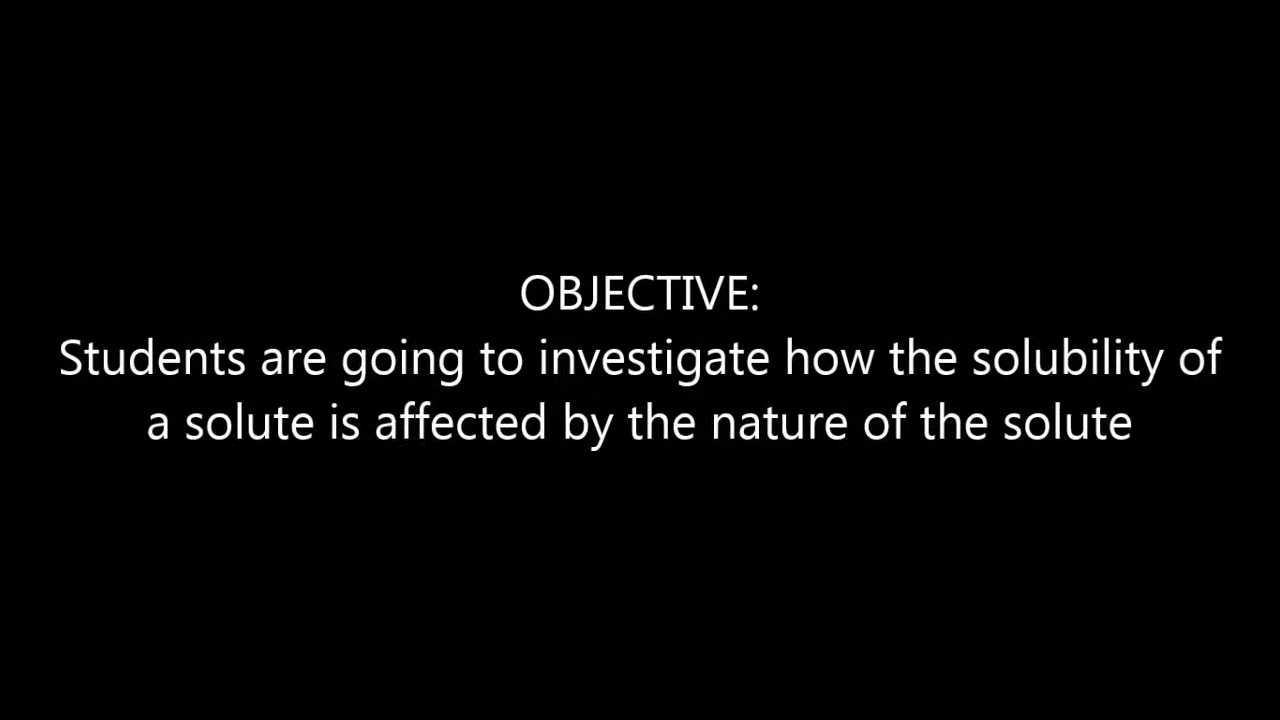 OBJECTIVE:
Students are going to investigate how the solubility of
a solute is affected by the nature of the solute